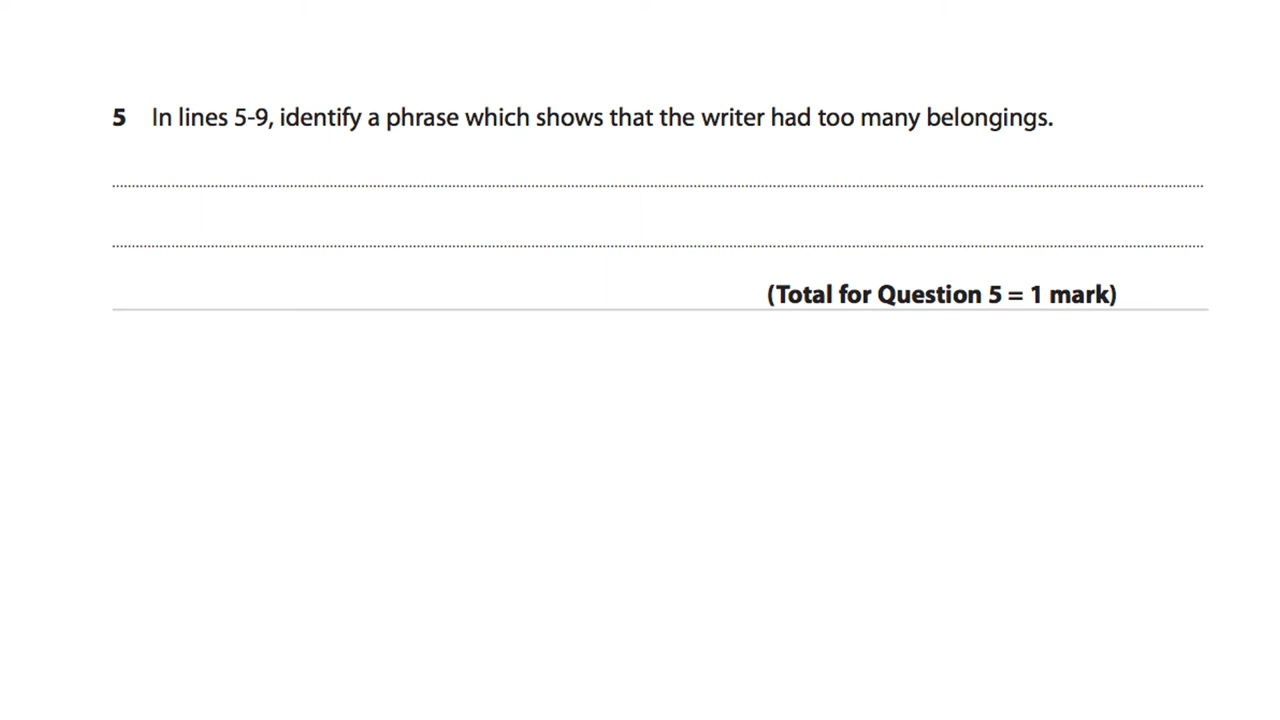 5 In lines 5-9, identify a phrase which shows that the writer had too many belongings.
(Total for Question 5 = 1 mark)